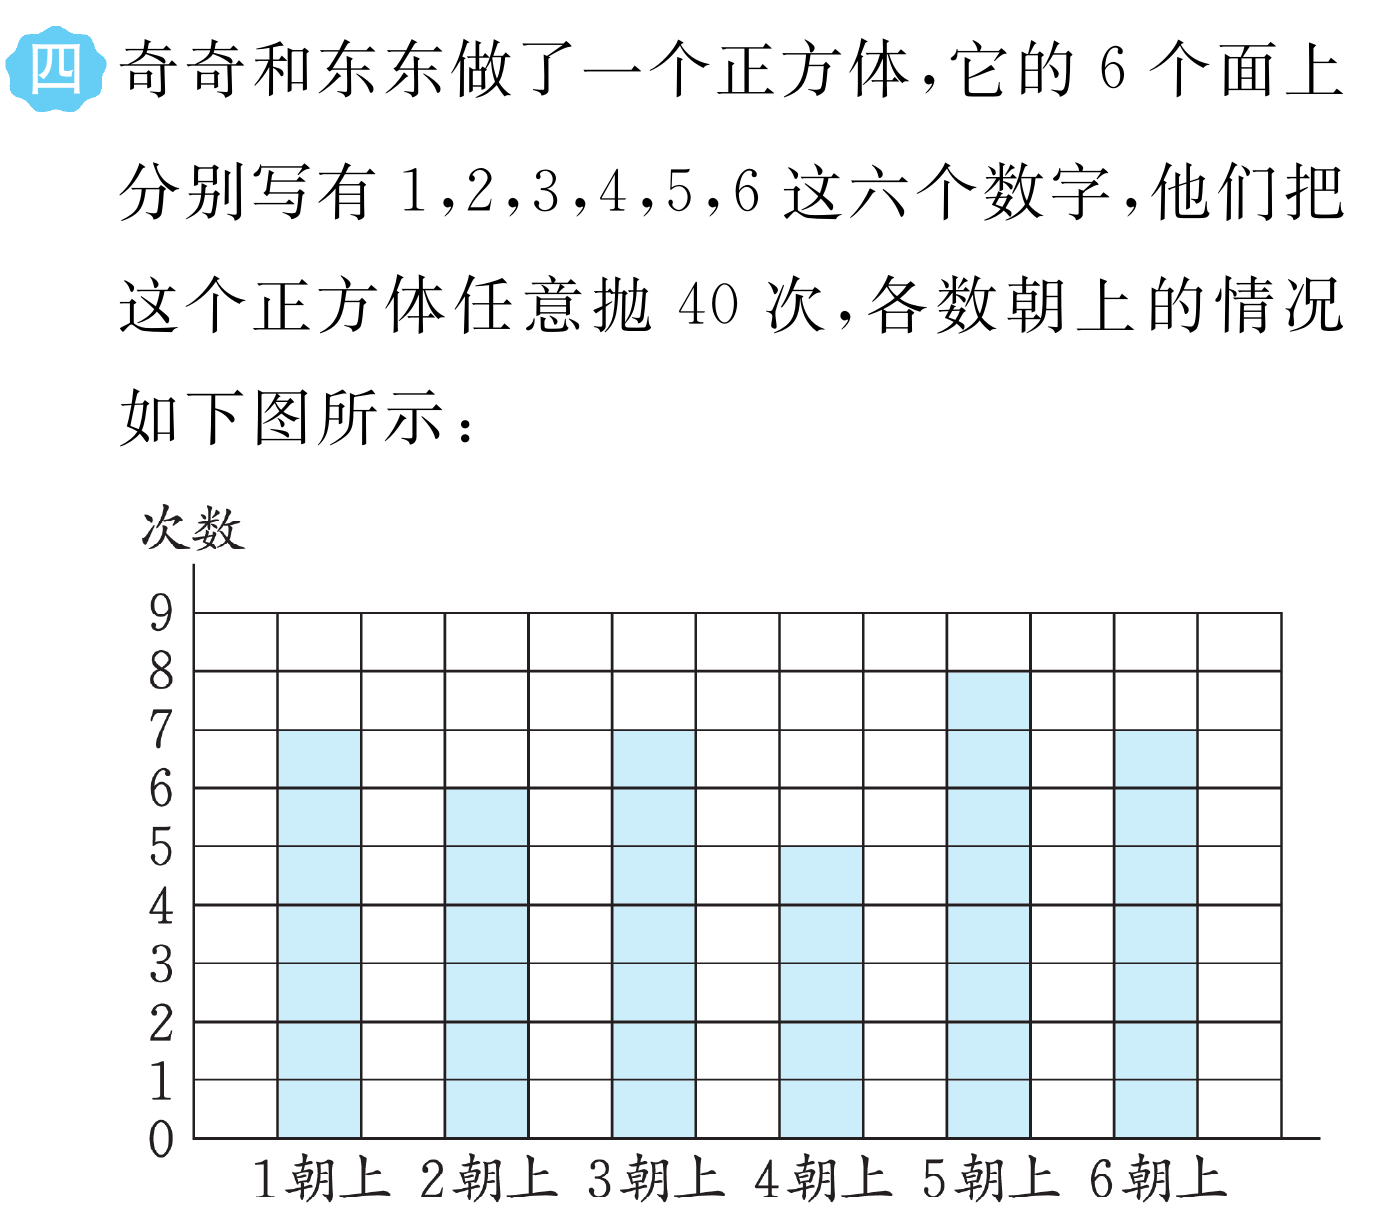 四 奇奇和东东做了一个正方体,它的 6 个面上
分别写有 1,2,3,4,5,6 这六个数字,他们把
这个正方体任意抛 40 次,各数朝上的情况
如下图所示:
次数
9
8
7
6
5
4
3
2
1
0
1朝上 2朝上 3朝上 4朝上 5朝上 6朝上